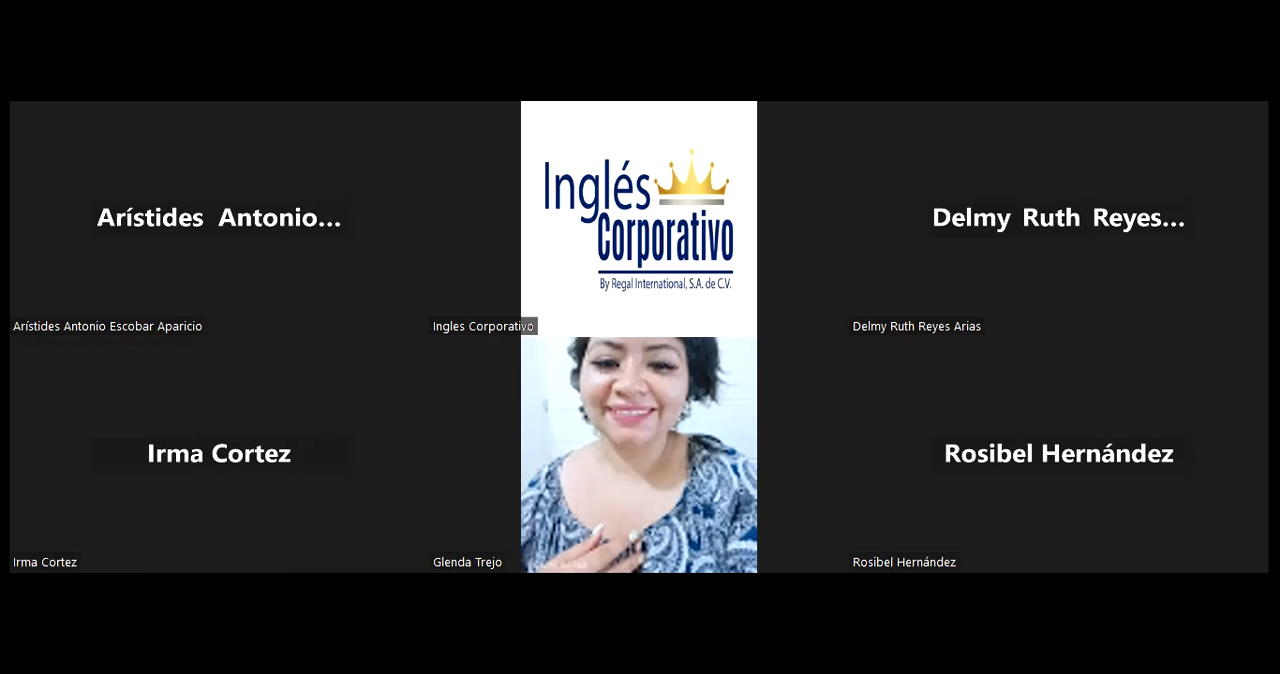 Arístides Antonio...
Inglés
Corporativo
By Regal International, S.A. de C.V.
Delmy Ruth Reyes...
Arístides Antonio Escobar Aparicio
Ingles Corporativo
Delmy Ruth Reyes Arias
Irma Cortez
Rosibel Hernández
Irma Cortez
Glenda Trejo
Rosibel Hernández